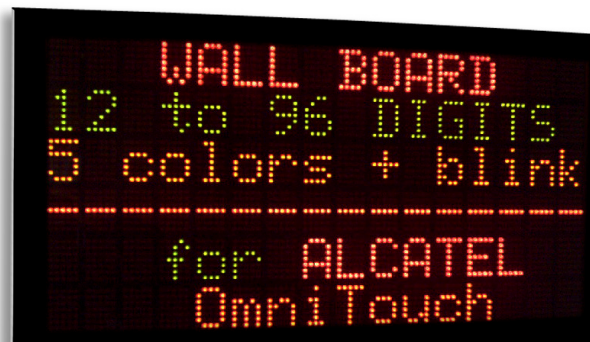 WALL BOARD
12 to 96 DIGITS
5 colors + blink
for ALCATEL
OmniTouch